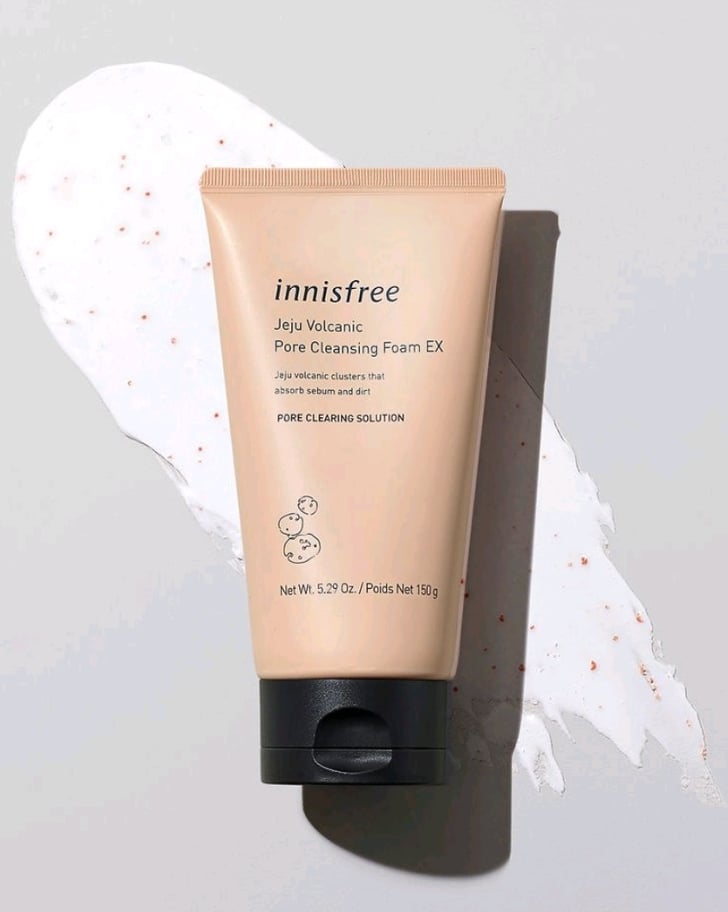 innisfree
Jeju Volcanic
Pore Cleansing Foam EX
Jeju volcanic clusters that
absorb sebum and dirt
PORE CLEARING SOLUTION
Net Wt. 5.29 Oz. / Poids Net 150 g